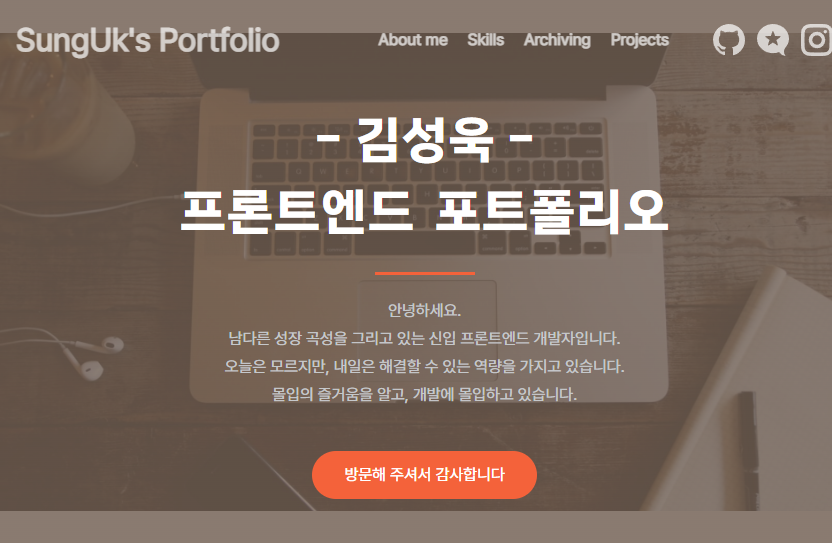 SungUk's Portfolio
About me Skills Archiving Projects
- 김성욱 -
프론트엔드 포트폴리오
안녕하세요.
남다른 성장 곡성을 그리고 있는 신입 프론트엔드 개발자입니다.
오늘은 모르지만, 내일은 해결할 수 있는 역량을 가지고 있습니다.
몰입의 즐거움을 알고, 개발에 몰입하고 있습니다.
방문해 주셔서 감사합니다